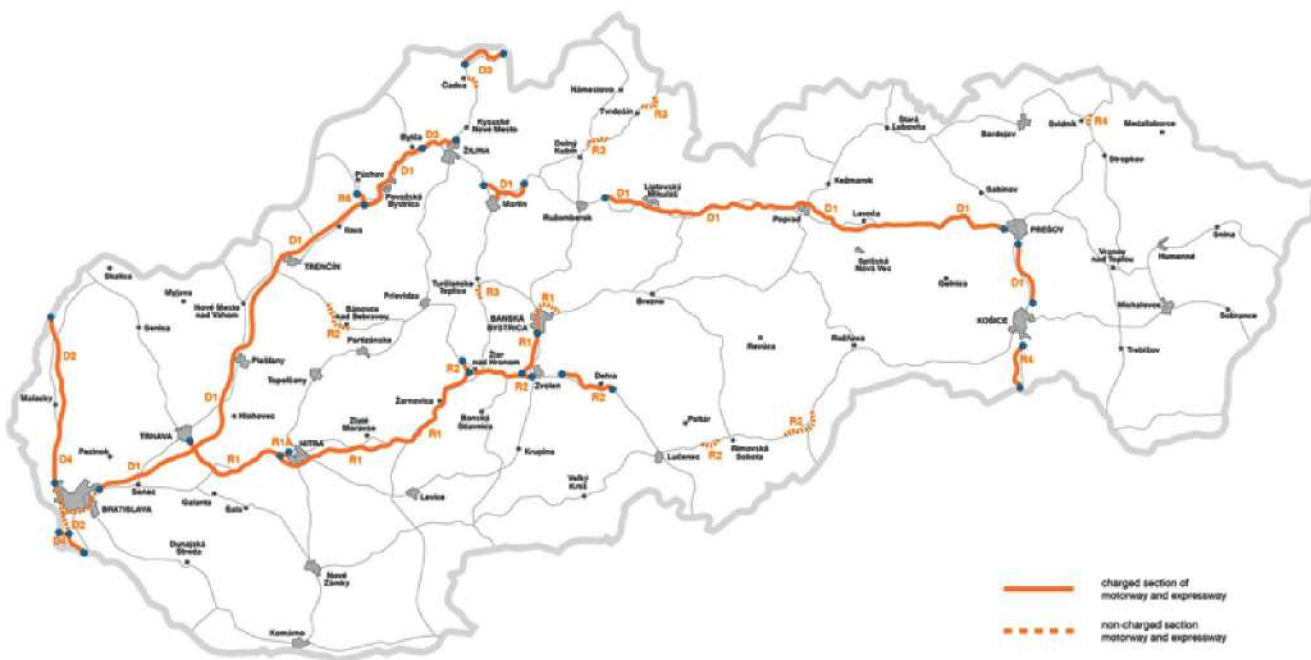 D3
Čadca
Kysucké
Nové Mesto
Námestovo
Tvrdošín
R3
R3
Dolný
Kubín
Bytča
D3
ŽILINA
D1
Púchov
R6
Považská
Bystrica
D1
Martin
Ružomberok
D1
Liptovský
Mikuláš
D1
Poprad
D1
Kežmarok
Stará
Ľubovňa
Bardejov
Svidník
R4
Medzilaborce
Stropkov
Sabinov
Levoča
D1
PREŠOV
Spišská
Nová Ves
Gelnica
D1
Vranov
nad Topľou
Humenné
Snina
Michalovce
Sobrance
Trebišov
KOŠICE
R4
Ilava
D1
TRENČÍN
Skalica
Myjava
Nové Mesto
nad Váhom
Senica
Bánovce
nad Bebravou
R2
Prievidza
Turčianske
Teplice
R3
R1
BANSKÁ
BYSTRICA
R1
Brezno
Revúca
Rožňava
Partizánske
Topoľčany
Piešťany
D1
Hlohovec
D2
Malacky
Pezinok
D4
TRNAVA
D1
Senec
BRATISLAVA
D2
D4
R1
Galanta
Šaľa
Dunajská
Streda
R1A
NITRA
Zlaté
Moravce
R1
Žarnovica
R1
Žiar
nad Hronom
R2
R2
Zvolen
Detva
R2
Banská
Štiavnica
Krupina
Levice
Veľký
Krtíš
Lučenec
Poltár
R2
Rimavská
Sobota
R2
Nové
Zámky
Komárno
charged section of
motorway and expressway
non-charged section
motorway and expressway